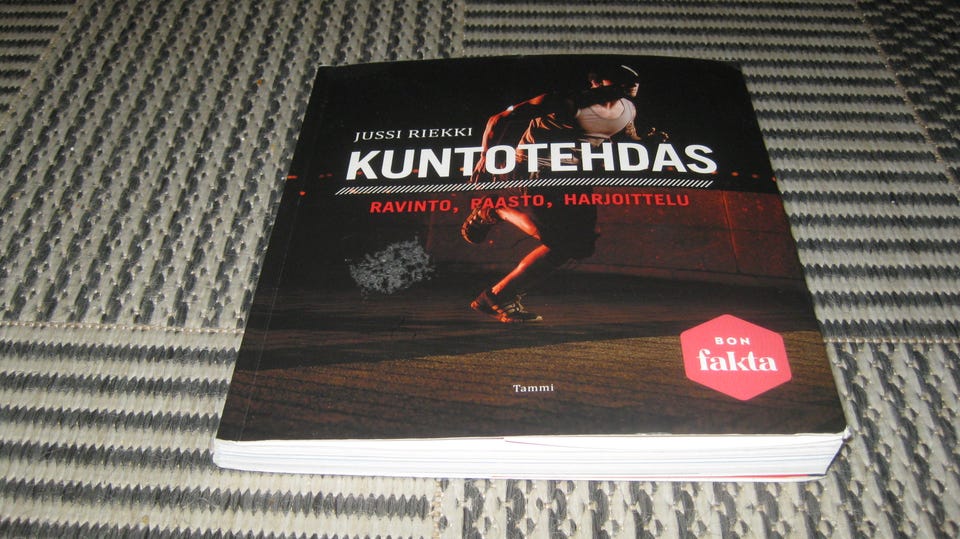 JUSSI RIEKKI
KUNTOTEHDAS
RAVINTO, PAASTO, HARJOITTELU
BON
fakta
Tammi